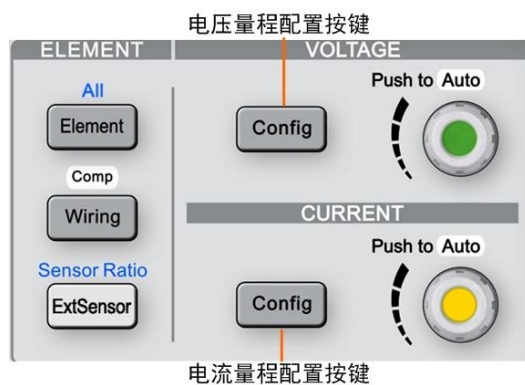 电压量程配置按键
ELEMENT
VOLTAGE
All
Element
Comp
Wiring
Sensor Ratio
ExtSensor
Config
Push to Auto
CURRENT
Config
Push to Auto
电流量程配置按键